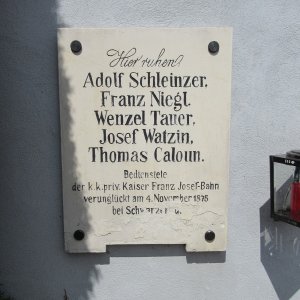 Hier ruhen
Adolf Schleinzer,
Franz Niegl,
Wenzel Tauer,
Josef Watzin,
Thomas Caloun.
Bedienstete
der k.k. priv. Kaiser Franz Josef-Bahn
verunglückt am 4. November 1875
bei